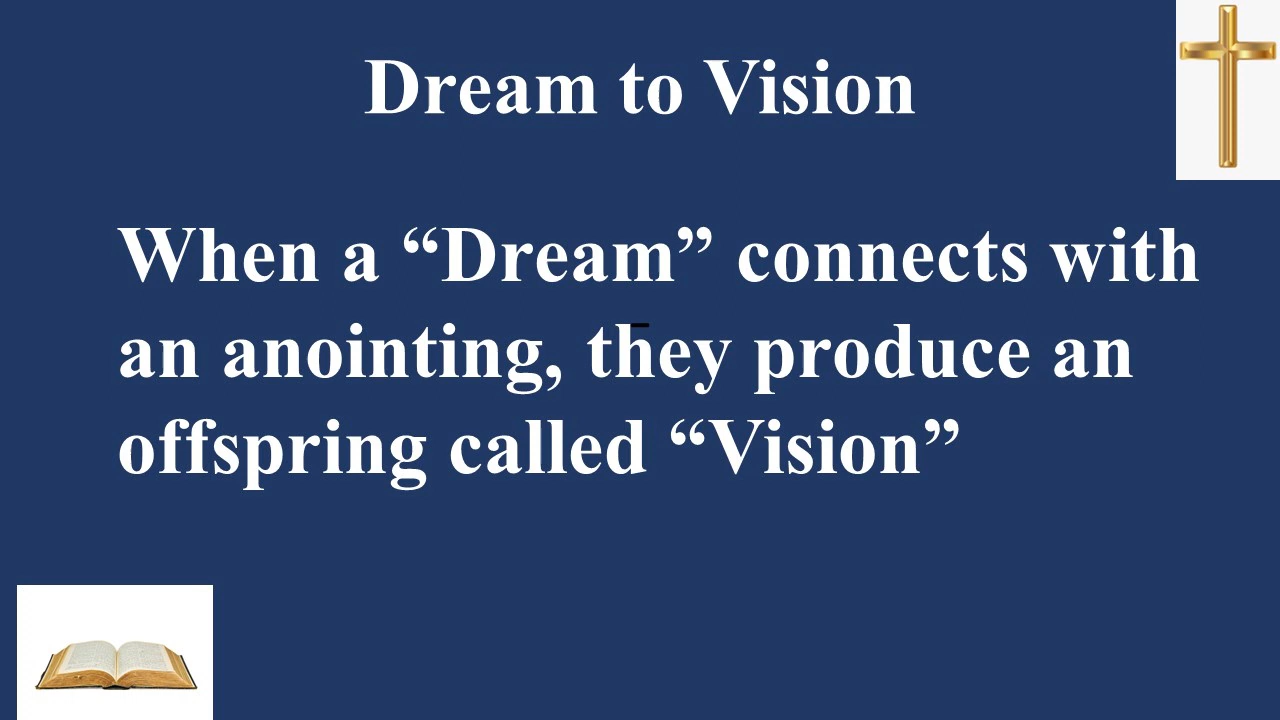 Dream to Vision
When a “Dream” connects with
an anointing, they produce an
offspring called “Vision”